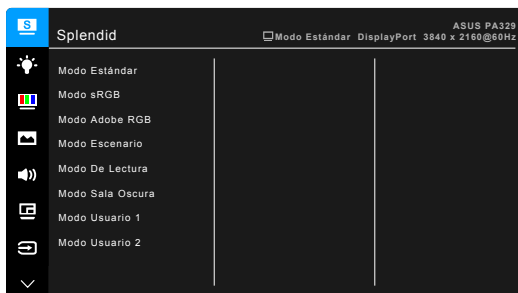 S
Splendid
ASUS PA329
Modo Estándar DisplayPort 3840 x 2160@60Hz
Modo Estándar
Modo sRGB
Modo Adobe RGB
Modo Escenario
Modo De Lectura
Modo Sala Oscura
Modo Usuario 1
Modo Usuario 2